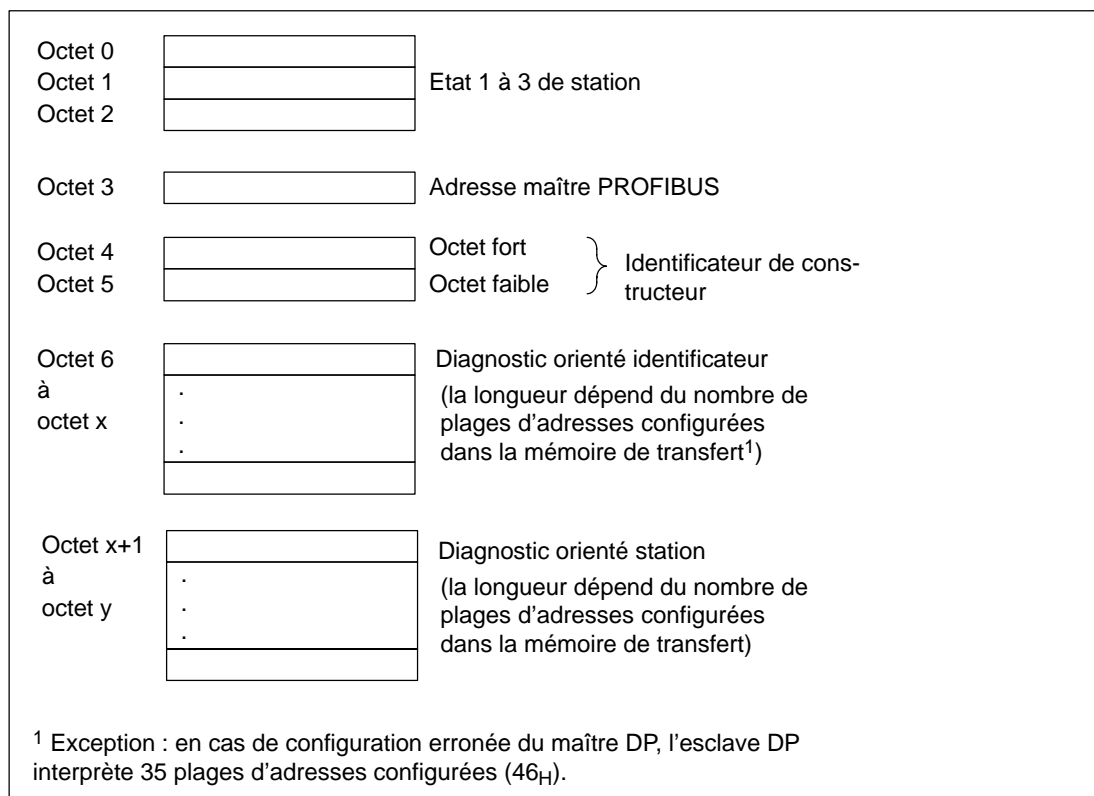 Octet 0
Octet 1 Etat 1 à 3 de station
Octet 2
Octet 3 Adresse maître PROFIBUS
Octet 4 Octet fort
Octet 5 Octet faible
Identificateur de cons-
tructeur
Octet 6 Diagnostic orienté identificateur
à (la longueur dépend du nombre de
octet x plages d'adresses configurées
dans la mémoire de transfert¹)
Octet x+1 Diagnostic orienté station
à (la longueur dépend du nombre de
octet y plages d'adresses configurées
dans la mémoire de transfert)
¹ Exception : en cas de configuration erronée du maître DP, l'esclave DP
interprète 35 plages d'adresses configurées (46H).